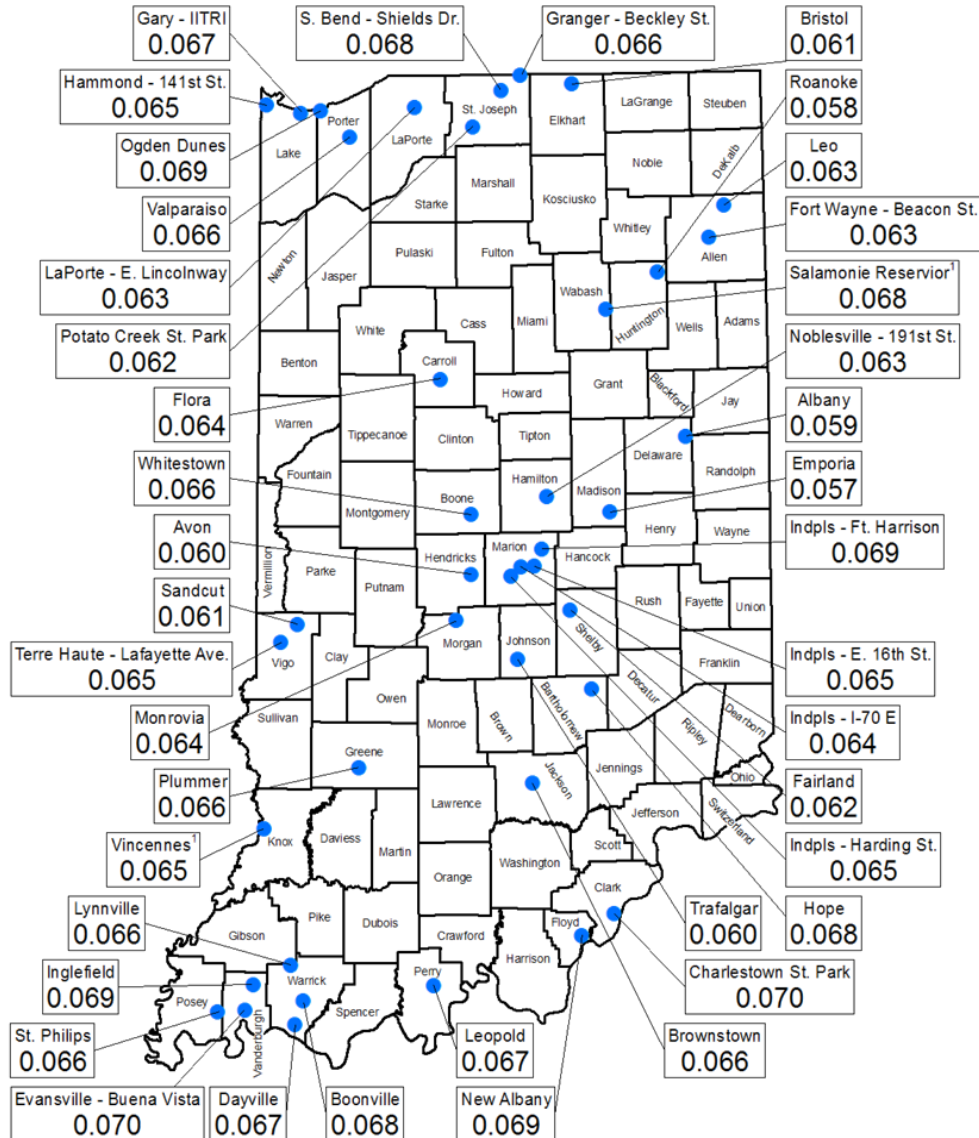 Gary - IITRI
0.067
S. Bend - Shields Dr.
0.068
Granger - Beckley St.
0.066
Bristol
0.061
Hammond - 141st St.
0.065
Roanoke
0.058
Ogden Dunes
0.069
Leo
0.063
Valparaiso
0.066
Fort Wayne - Beacon St.
0.063
LaPorte - E. Lincolnway
0.063
Salamonie Reservior¹
0.068
Potato Creek St. Park
0.062
Noblesville - 191st St.
0.063
Flora
0.064
Albany
0.059
Whitestown
0.066
Emporia
0.057
Avon
0.060
Indpls - Ft. Harrison
0.069
Sandcut
0.061
Terre Haute - Lafayette Ave.
0.065
Indpls - E. 16th St.
0.065
Monrovia
0.064
Indpls - I-70 E
0.064
Plummer
0.066
Fairland
0.062
Vincennes¹
0.065
Indpls - Harding St.
0.065
Lynnville
0.066
Trafalgar
0.060
Hope
0.068
Inglefield
0.069
Charlestown St. Park
0.070
St. Philips
0.066
Leopold
0.067
Brownstown
0.066
Evansville - Buena Vista
0.070
Dayville
0.067
Boonville
0.068
New Albany
0.069
Lake
Porter
LaPorte
St. Joseph
Elkhart
LaGrange
Steuben
Noble
DeKalb
Starke
Marshall
Kosciusko
Whitley
Allen
Newton
Jasper
Pulaski
Fulton
Wabash
Huntington
Wells
Adams
White
Cass
Miami
Benton
Carroll
Howard
Grant
Blackford
Jay
Warren
Tippecanoe
Clinton
Tipton
Delaware
Randolph
Fountain
Montgomery
Boone
Hamilton
Madison
Henry
Wayne
Vermillion
Parke
Putnam
Hendricks
Marion
Hancock
Rush
Fayette
Union
Vigo
Clay
Owen
Morgan
Johnson
Shelby
Franklin
Sullivan
Greene
Monroe
Brown
Bartholomew
Decatur
Ripley
Dearborn
Ohio
Knox
Daviess
Martin
Lawrence
Jackson
Jennings
Jefferson
Switzerland
Orange
Washington
Scott
Clark
Gibson
Pike
Dubois
Crawford
Harrison
Floyd
Posey
Vanderburgh
Warrick
Spencer
Perry